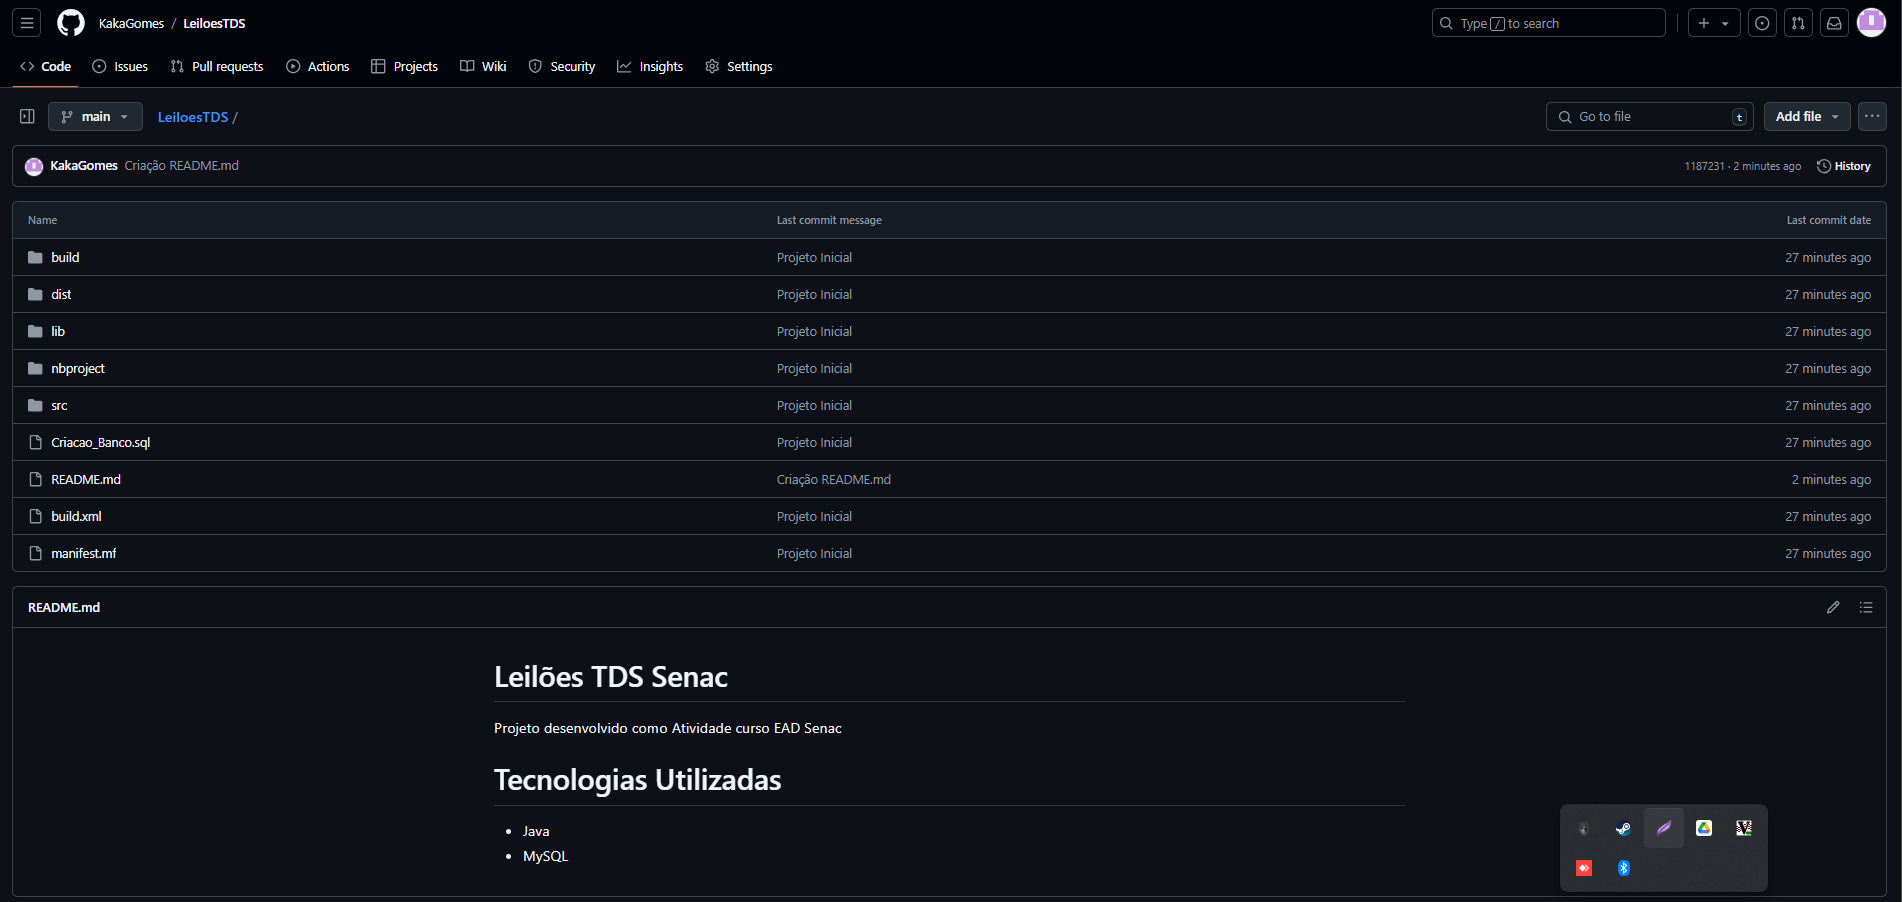 KakaGomes / LeiloesTDS
Type / to search
Code Issues Pull requests Actions Projects Wiki Security Insights Settings
main LeiloesTDS / Go to file t Add file
KakaGomes Criação README.md 1187231 · 2 minutes ago History
Name Last commit message Last commit date
build Projeto Inicial 27 minutes ago
dist Projeto Inicial 27 minutes ago
lib Projeto Inicial 27 minutes ago
nbproject Projeto Inicial 27 minutes ago
src Projeto Inicial 27 minutes ago
Criacao_Banco.sql Projeto Inicial 27 minutes ago
README.md Criação README.md 2 minutes ago
build.xml Projeto Inicial 27 minutes ago
manifest.mf Projeto Inicial 27 minutes ago
README.md
Leilões TDS Senac
Projeto desenvolvido como Atividade curso EAD Senac
Tecnologias Utilizadas
• Java
• MySQL